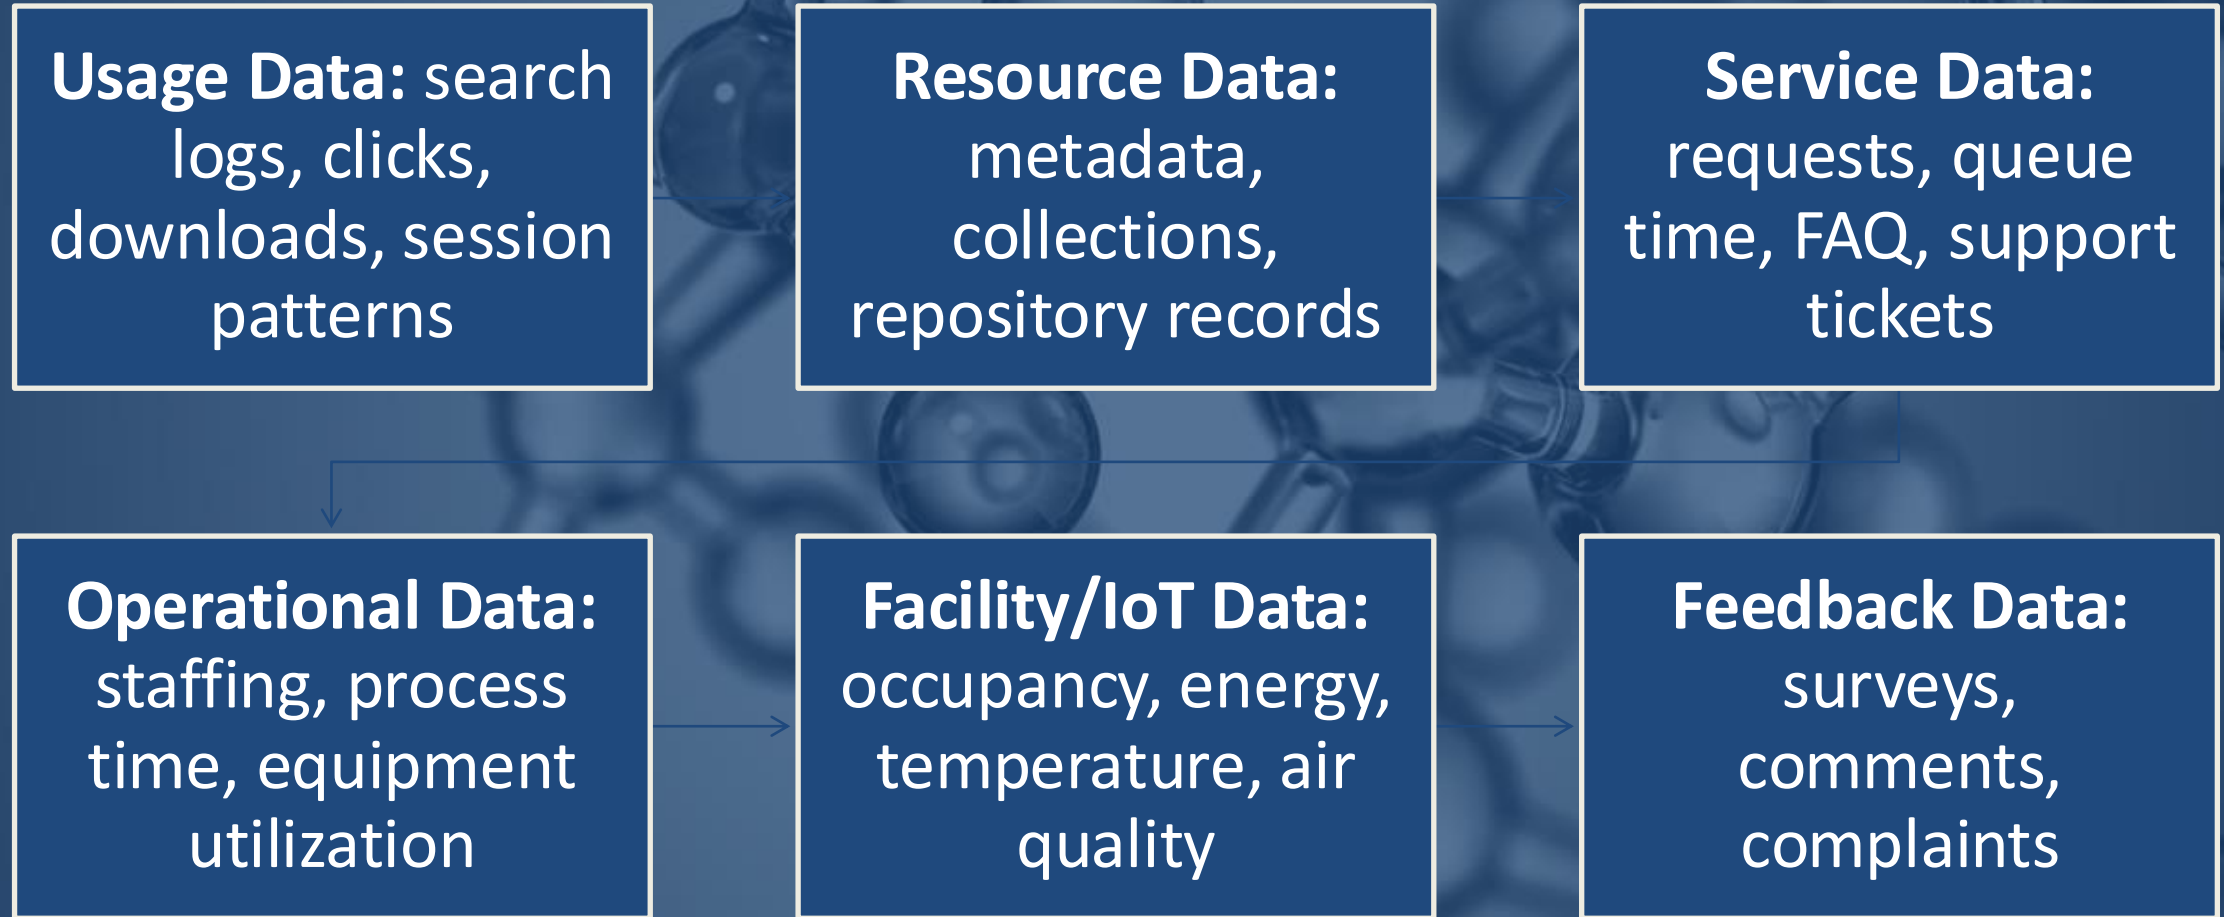 Usage Data: search
logs, clicks,
downloads, session
patterns
Resource Data:
metadata,
collections,
repository records
Service Data:
requests, queue
time, FAQ, support
tickets
Operational Data:
staffing, process
time, equipment
utilization
Facility/IoT Data:
occupancy, energy,
temperature, air
quality
Feedback Data:
surveys,
comments,
complaints